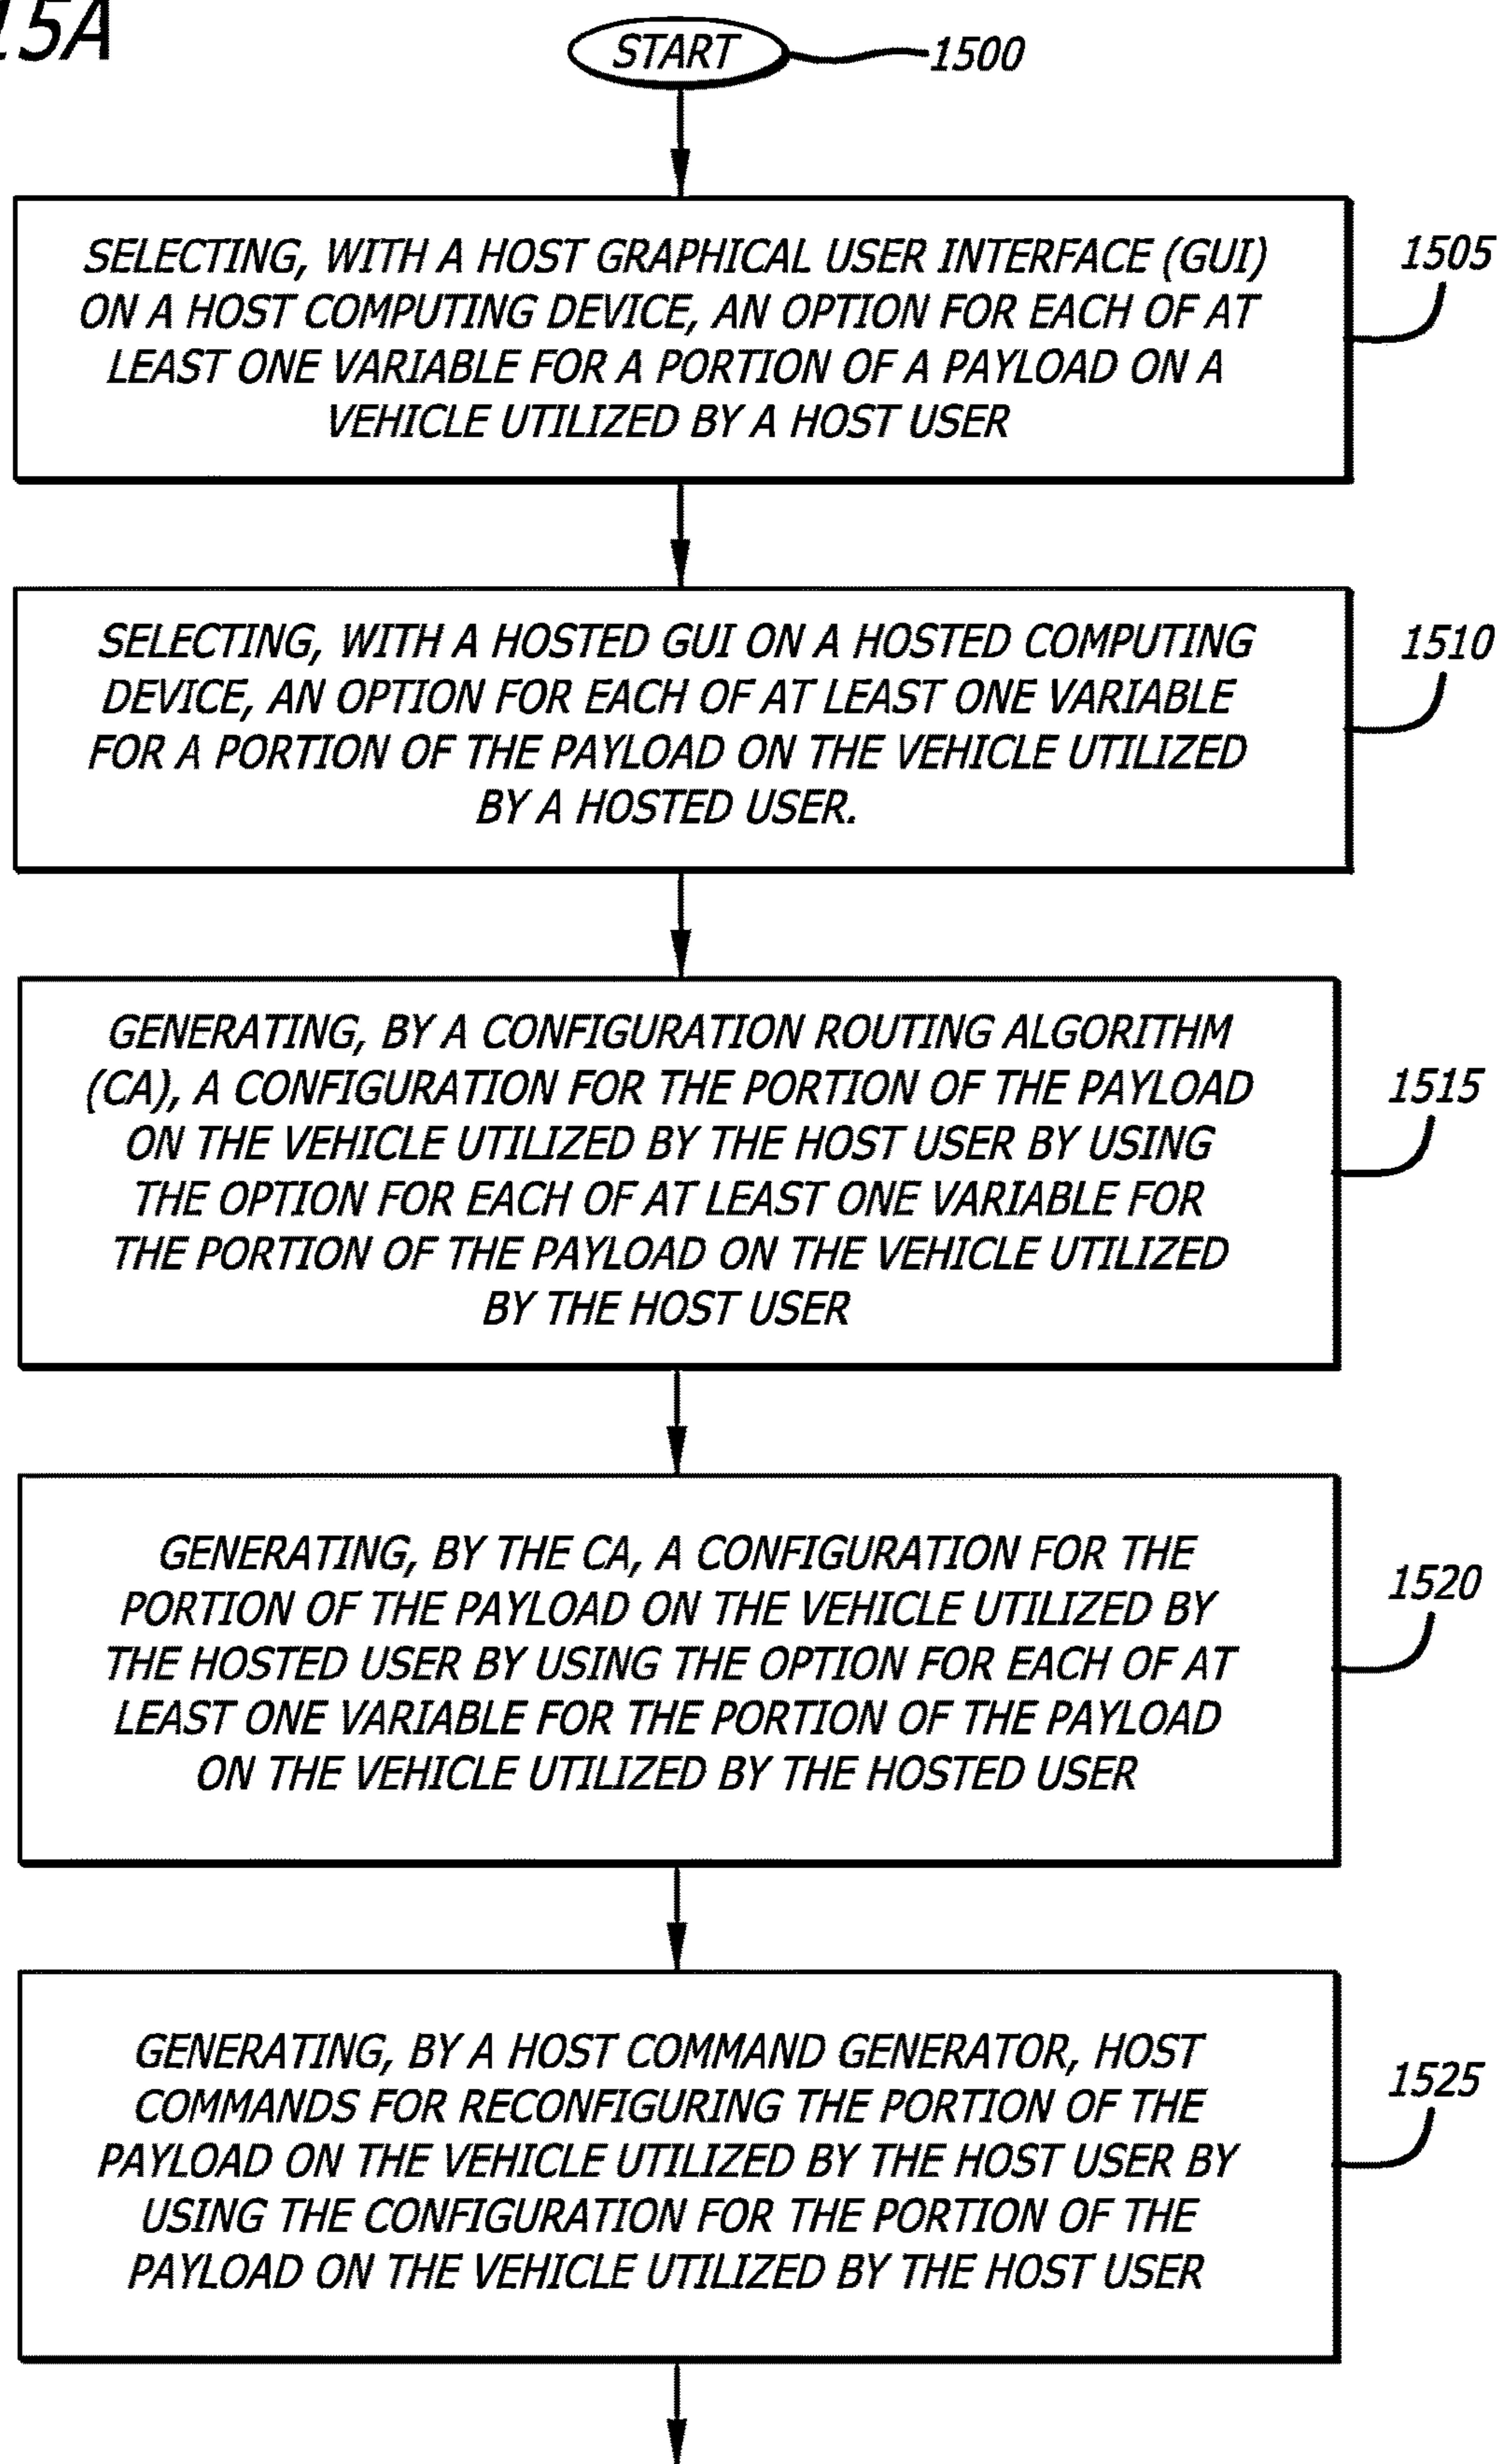 15A
START
1500
SELECTING, WITH A HOST GRAPHICAL USER INTERFACE (GUI)
ON A HOST COMPUTING DEVICE, AN OPTION FOR EACH OF AT
LEAST ONE VARIABLE FOR A PORTION OF A PAYLOAD ON A
VEHICLE UTILIZED BY A HOST USER
1505
SELECTING, WITH A HOSTED GUI ON A HOSTED COMPUTING
DEVICE, AN OPTION FOR EACH OF AT LEAST ONE VARIABLE
FOR A PORTION OF THE PAYLOAD ON THE VEHICLE UTILIZED
BY A HOSTED USER.
1510
GENERATING, BY A CONFIGURATION ROUTING ALGORITHM
(CA), A CONFIGURATION FOR THE PORTION OF THE PAYLOAD
ON THE VEHICLE UTILIZED BY THE HOST USER BY USING
THE OPTION FOR EACH OF AT LEAST ONE VARIABLE FOR
THE PORTION OF THE PAYLOAD ON THE VEHICLE UTILIZED
BY THE HOST USER
1515
GENERATING, BY THE CA, A CONFIGURATION FOR THE
PORTION OF THE PAYLOAD ON THE VEHICLE UTILIZED BY
THE HOSTED USER BY USING THE OPTION FOR EACH OF AT
LEAST ONE VARIABLE FOR THE PORTION OF THE PAYLOAD
ON THE VEHICLE UTILIZED BY THE HOSTED USER
1520
GENERATING, BY A HOST COMMAND GENERATOR, HOST
COMMANDS FOR RECONFIGURING THE PORTION OF THE
PAYLOAD ON THE VEHICLE UTILIZED BY THE HOST USER BY
USING THE CONFIGURATION FOR THE PORTION OF THE
PAYLOAD ON THE VEHICLE UTILIZED BY THE HOST USER
1525